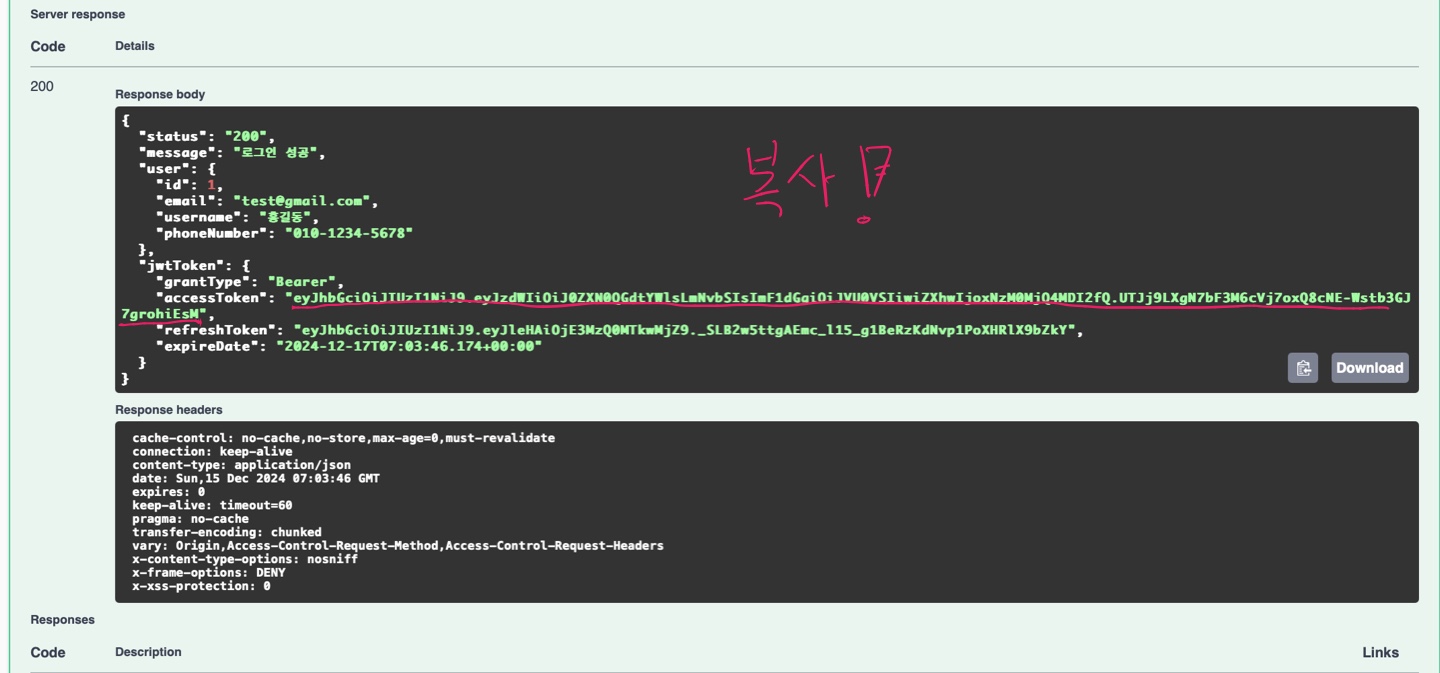 Server response
Code Details
200
Response body
{
"status": "200",
"message": "로그인 성공",
"user": {
"id": 1,
"email": "test@gmail.com",
"username": "홍길동",
"phoneNumber": "010-1234-5678"
},
"jwtToken": {
"grantType": "Bearer",
"accessToken": "eyJhbGciOiJIUzI1NiJ9.eyJzdWIiOiJ0ZXN0QGdtYWlsLmNvbSIsImF1dGgiOiJVU0VSIiwiZXhwIjoxNzM0MjQ4MDI2fQ.UTJj9LXgN7bF3M6cVj7oxQ8cNE-Wstb3GJ
7grohiEsM",
"refreshToken": "eyJhbGciOiJIUzI1NiJ9.eyJleHAiOjE3MzQ0MTkwMjZ9._SLB2w5ttgAEmc_l15_g1BeRzKdNvp1PoXHRlX9bZkY",
"expireDate": "2024-12-17T07:03:46.174+00:00"
}
}
복사!
Download
Response headers
cache-control: no-cache,no-store,max-age=0,must-revalidate
connection: keep-alive
content-type: application/json
date: Sun,15 Dec 2024 07:03:46 GMT
expires: 0
keep-alive: timeout=60
pragma: no-cache
transfer-encoding: chunked
vary: Origin,Access-Control-Request-Method,Access-Control-Request-Headers
x-content-type-options: nosniff
x-frame-options: DENY
x-xss-protection: 0
Responses
Code Description Links